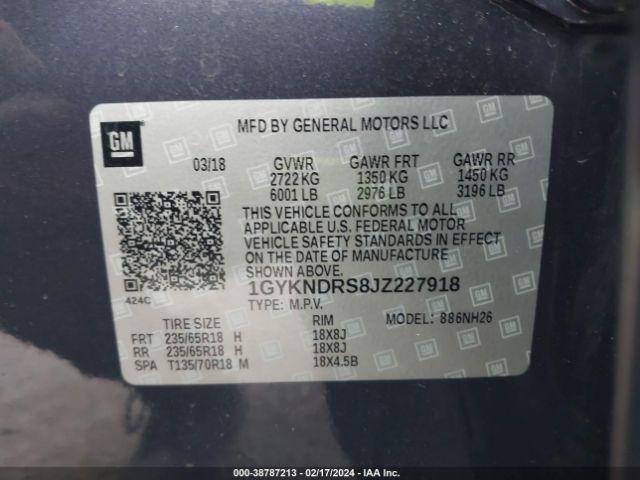 GM
MFD BY GENERAL MOTORS LLC
03/18 GVWR GAWR FRT GAWR RR
2722 KG 1350 KG 1450 KG
6001 LB 2976 LB 3196 LB
THIS VEHICLE CONFORMS TO ALL
APPLICABLE U.S. FEDERAL MOTOR
VEHICLE SAFETY STANDARDS IN EFFECT
ON THE DATE OF MANUFACTURE
SHOWN ABOVE.
1GYKNDRS8JZ227918
424C
TYPE: M.P.V.
TIRE SIZE RIM MODEL: 886NH26
FRT 235/65R18 H 18X8J
RR 235/65R18 H 18X8J
SPA T135/70R18 M 18X4.5B
000-38787213 - 02/17/2024 - IAA Inc.